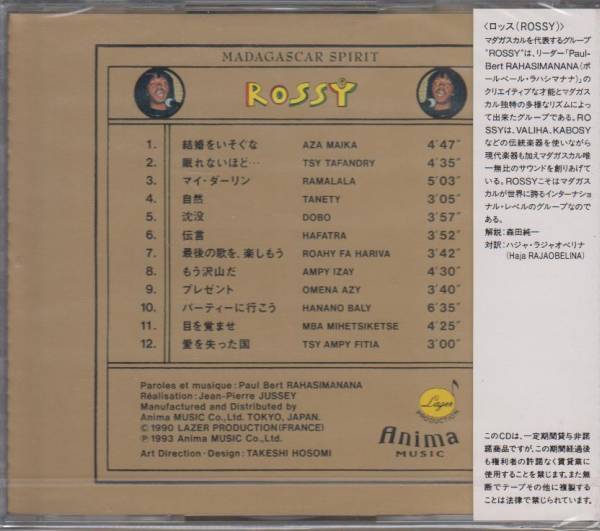 MADAGASCAR SPIRIT
ROSSY
1. 結婚をいそぐな AZA MAIKA 4'47"
2. 眠れないほど… TSY TAFANDRY 4'35"
3. マイ・ダーリン RAMALALA 5'03"
4. 自然 TANETY 3'05"
5. 沈没 DOBO 3'57"
6. 伝言 HAFATRA 3'52"
7. 最後の歌を、楽しもう ROAHY FA HARIVA 3'42"
8. もう沢山だ AMPY IZAY 4'30"
9. プレゼント OMENA AZY 3'40"
10. パーティーに行こう HANANO BALY 6'35"
11. 目を覚ませ MBA MIHETSIKETSE 4'25"
12. 愛を失った国 TSY AMPY FITIA 3'00"
Paroles et musique : Paul Bert RAHASIMANANA
Réalisation : Jean-Pierre JUSSEY
Manufactured and Distributed by
Anima MUSIC Co., Ltd. TOKYO, JAPAN.
© 1990 LAZER PRODUCTION (FRANCE)
℗ 1993 Anima MUSIC Co., Ltd.
Art Direction・Design : TAKESHI HOSOMI
Lazer
PRODUCTION
Anima
MUSIC
〈ロッス(ROSSY)〉
マダガスカルを代表するグループ
"ROSSY"は、リーダー「Paul-
Bert RAHASIMANANA(ポ
ールベール・ラハシマナナ)」の
クリエイティブな才能とマダガス
カル独特の多様なリズムによっ
て出来たグループである。RO
SSYは、VALIHA、KABOSY
などの伝統楽器を使いながら
現代楽器も加えマダガスカル唯
一無比のサウンドを創りあげて
いる。ROSSYこそはマダガス
カルが世界に誇るインターナショ
ナル・レベルのグループなので
ある。
解説：森田純一
対訳：ハジャ・ラジャオベリナ
(Haja RAJAOBELINA)
このCDは、一定期間貸与非許
諾商品ですが、この期間経過後
も権利者の許諾なく賃貸業に
使用することを禁じます。また無
断でテープその他に複製する
ことは法律で禁じられています。